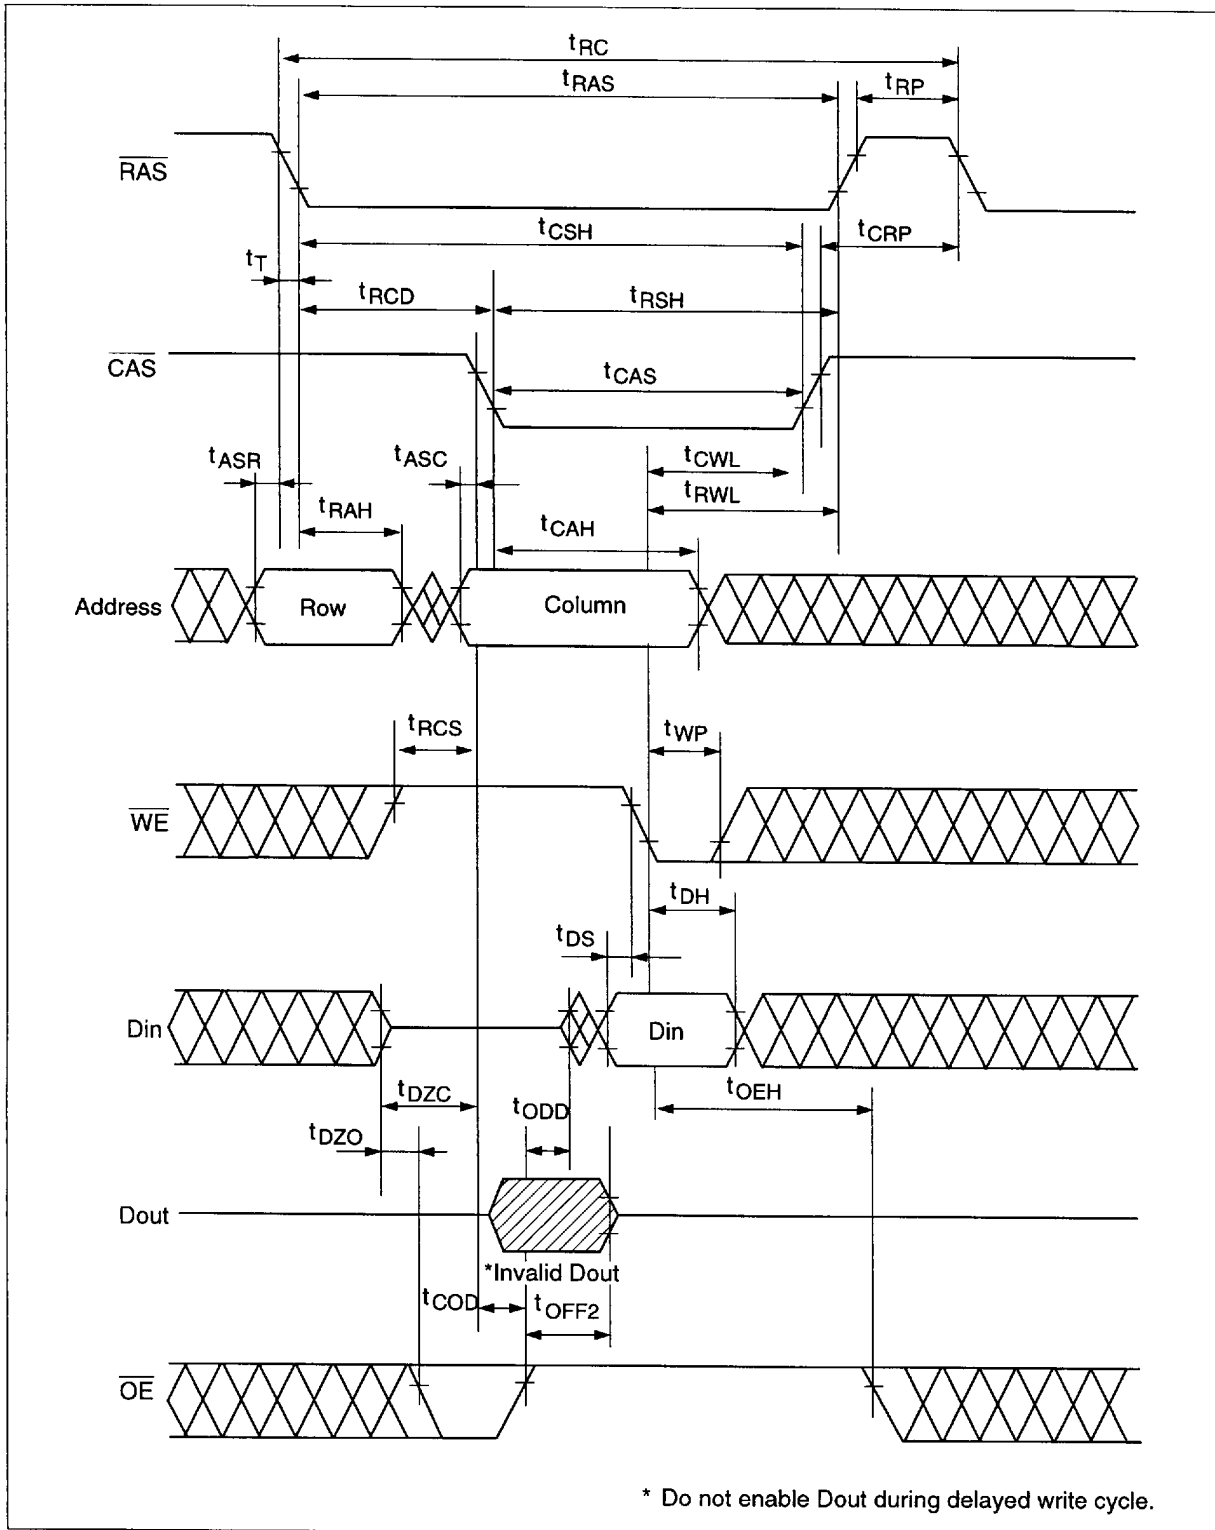 tRC
tRAS
tRP
RAS
tCSH
tCRP
tT
tRCD
tRSH
CAS
tCAS
tASR
tASC
tCWL
tRWL
tRAH
tCAH
Address
Row
Column
tRCS
tWP
WE
tDH
tDS
Din
Din
tDZC
tODD
tOEH
tDZO
Dout
*Invalid Dout
tCOD
tOFF2
OE
* Do not enable Dout during delayed write cycle.